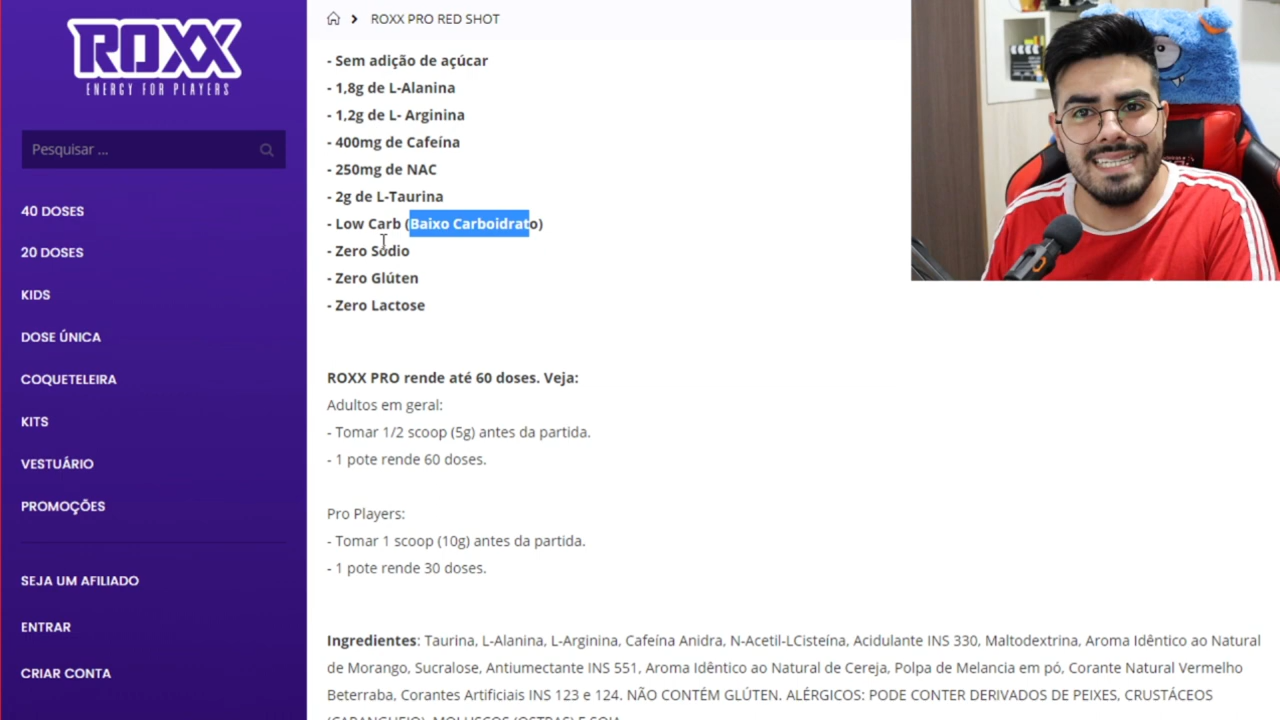 ROXX
ENERGY FOR PLAYERS
Pesquisar ...
40 DOSES
20 DOSES
KIDS
DOSE ÚNICA
COQUETELEIRA
KITS
VESTUÁRIO
PROMOÇÕES
SEJA UM AFILIADO
ENTRAR
CRIAR CONTA
ROXX PRO RED SHOT
- Sem adição de açúcar
- 1,8g de L-Alanina
- 1,2g de L- Arginina
- 400mg de Cafeína
- 250mg de NAC
- 2g de L-Taurina
- Low Carb (Baixo Carboidrato)
- Zero Sódio
- Zero Glúten
- Zero Lactose
ROXX PRO rende até 60 doses. Veja:
Adultos em geral:
- Tomar 1/2 scoop (5g) antes da partida.
- 1 pote rende 60 doses.
Pro Players:
- Tomar 1 scoop (10g) antes da partida.
- 1 pote rende 30 doses.
Ingredientes: Taurina, L-Alanina, L-Arginina, Cafeína Anidra, N-Acetil-LCisteína, Acidulante INS 330, Maltodextrina, Aroma Idêntico ao Natural
de Morango, Sucralose, Antiumectante INS 551, Aroma Idêntico ao Natural de Cereja, Polpa de Melancia em pó, Corante Natural Vermelho
Beterraba, Corantes Artificiais INS 123 e 124. NÃO CONTÉM GLÚTEN. ALÉRGICOS: PODE CONTER DERIVADOS DE PEIXES, CRUSTÁCEOS
(CARANGUEJO), MOLUSCOS (OSTRAS) E SOJA